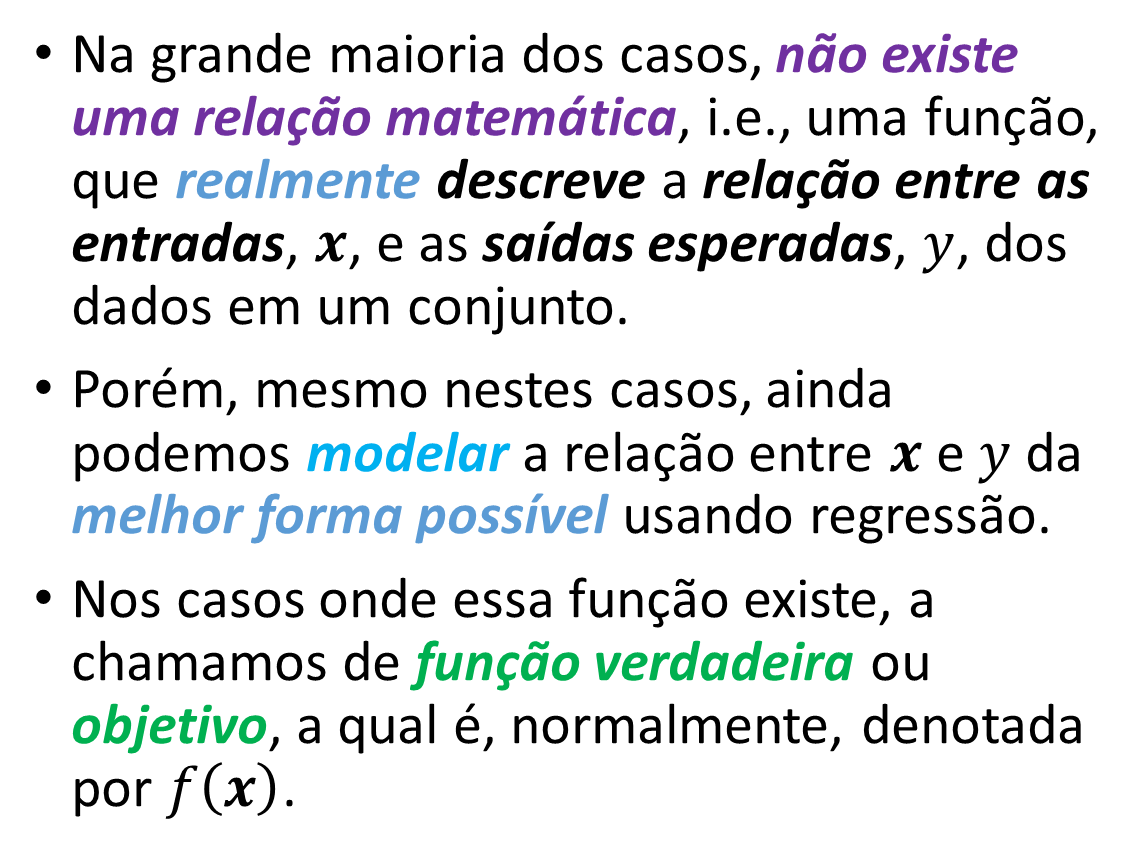 • Na grande maioria dos casos, não existe
uma relação matemática, i.e., uma função,
que realmente descreve a relação entre as
entradas, x, e as saídas esperadas, y, dos
dados em um conjunto.
• Porém, mesmo nestes casos, ainda
podemos modelar a relação entre x e y da
melhor forma possível usando regressão.
• Nos casos onde essa função existe, a
chamamos de função verdadeira ou
objetivo, a qual é, normalmente, denotada
por f(x).